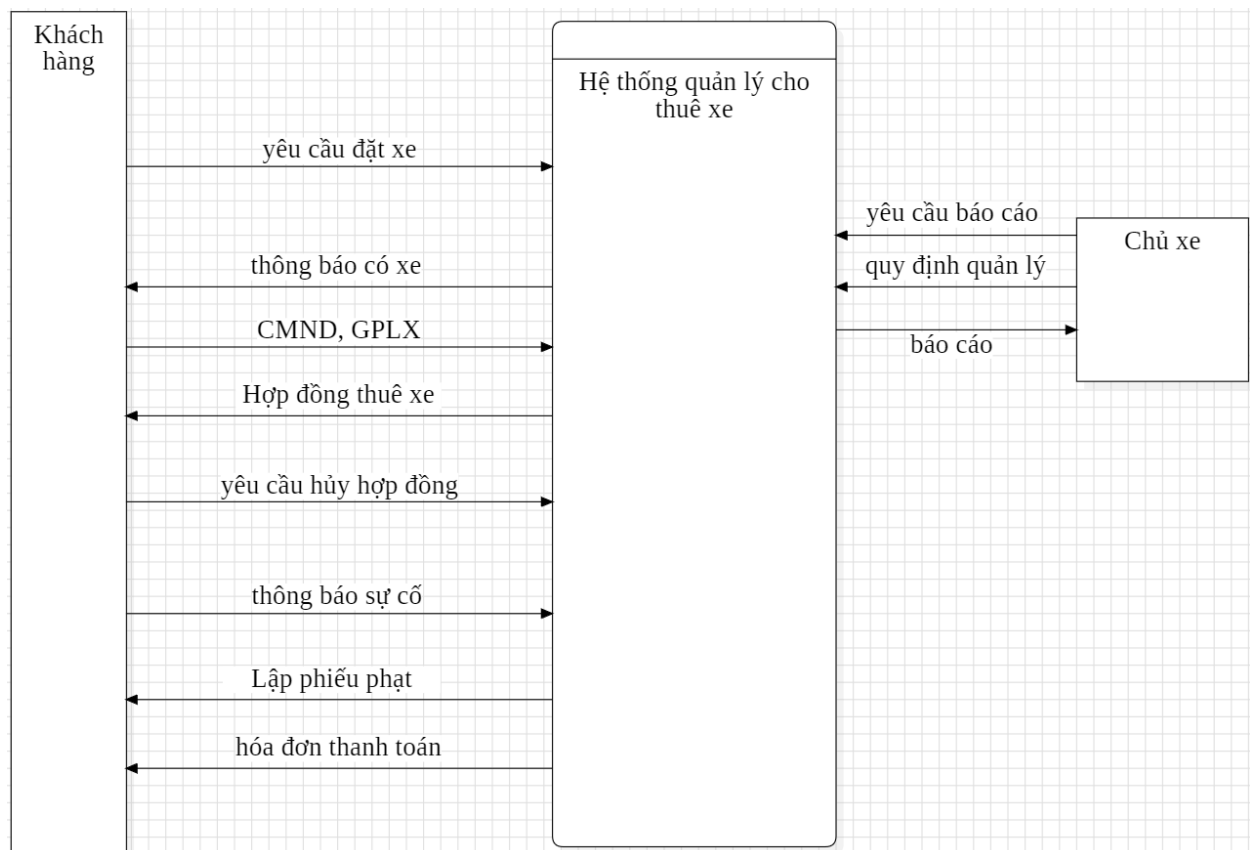 Khách
hàng
Hệ thống quản lý cho
thuê xe
yêu cầu đặt xe
yêu cầu báo cáo
Chủ xe
thông báo có xe
quy định quản lý
CMND, GPLX
báo cáo
Hợp đồng thuê xe
yêu cầu hủy hợp đồng
thông báo sự cố
Lập phiếu phạt
hóa đơn thanh toán